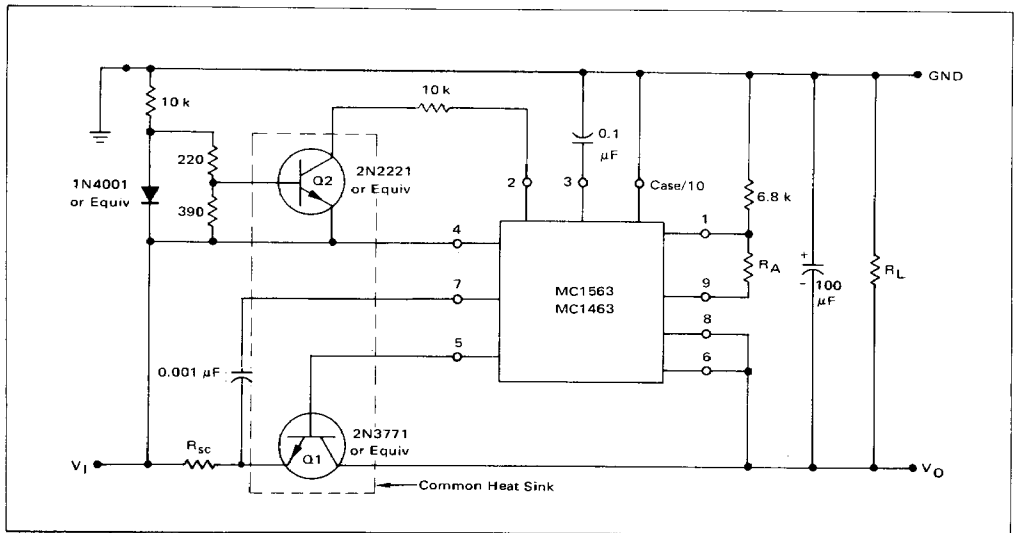 GND
10 k
10 k
0.1
μF
220
2N2221
or Equiv
Q2
1N4001
or Equiv
390
2
3
Case/10
6.8 k
4
1
R_A
+
-
100
μF
R_L
7
MC1563
MC1463
9
8
5
6
0.001 μF
2N3771
or Equiv
R_sc
Q1
V_I
V_O
Common Heat Sink